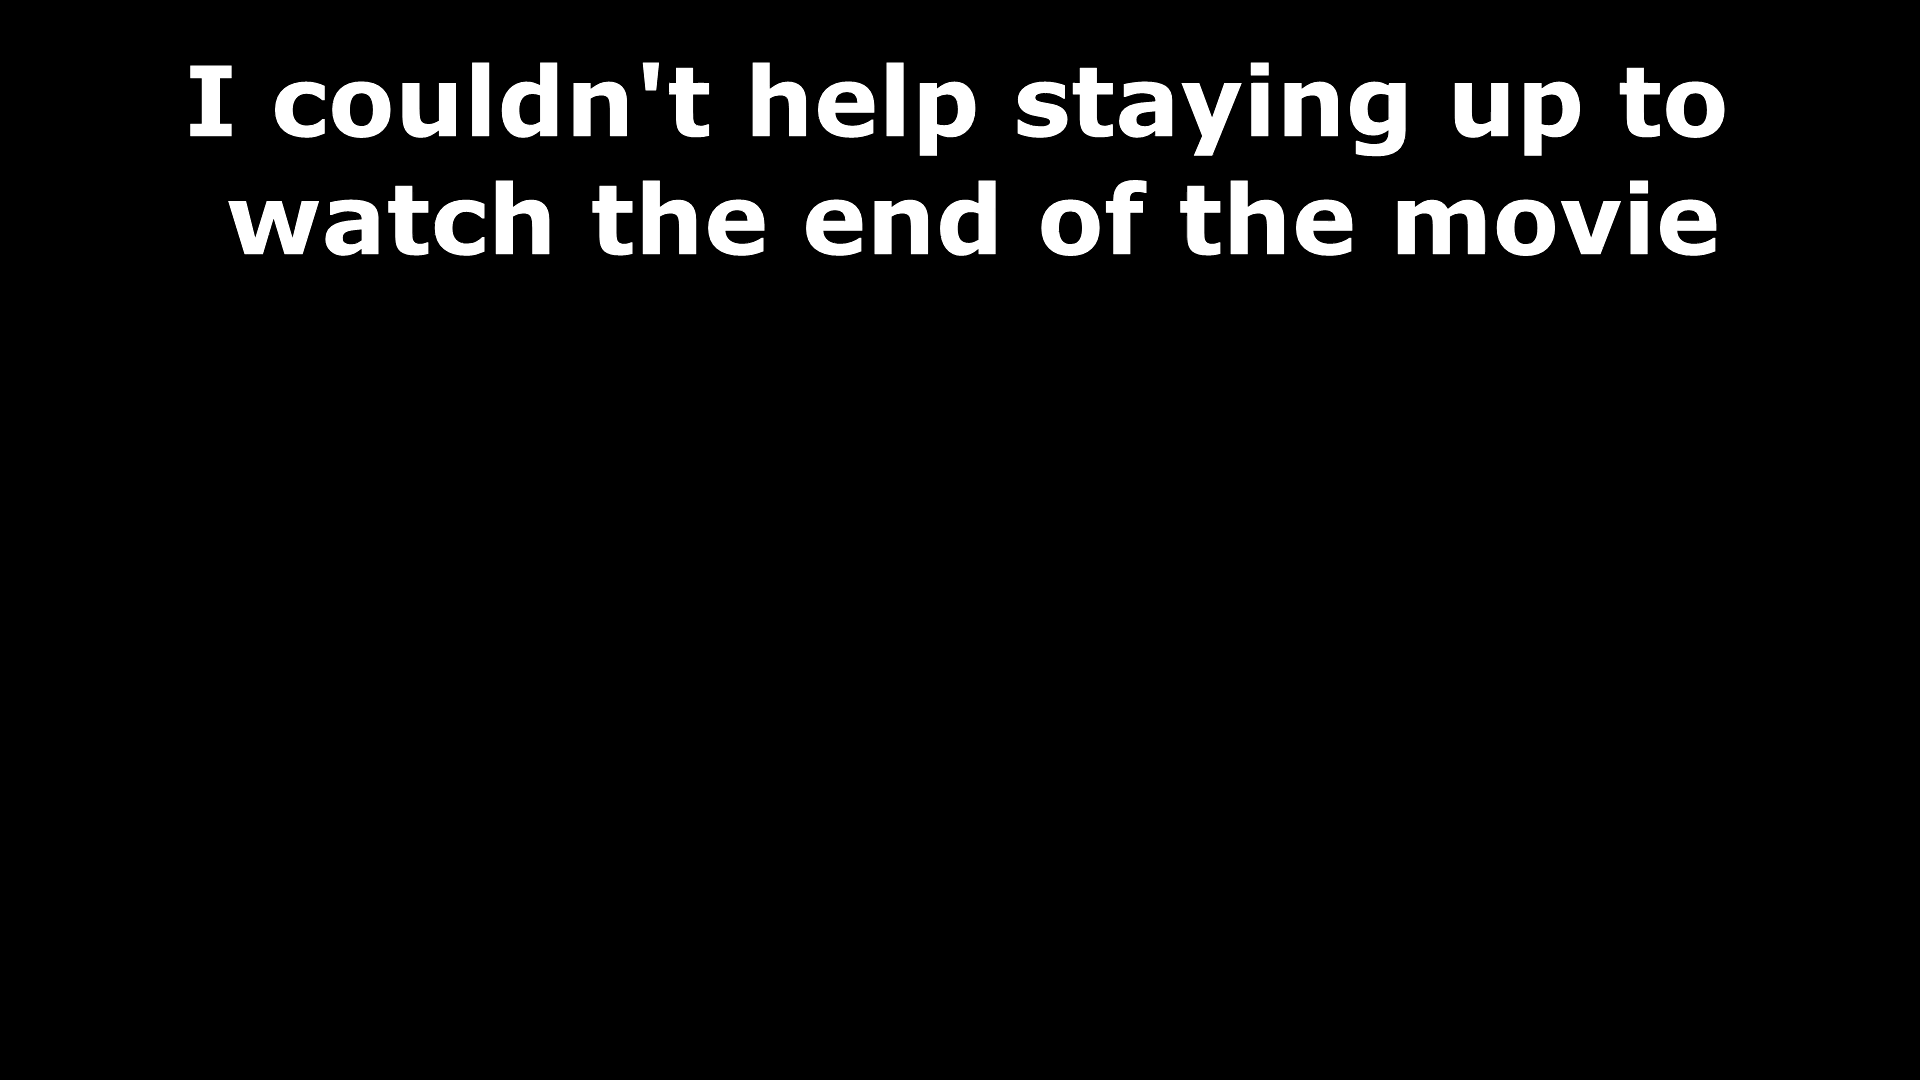 I couldn't help staying up to
watch the end of the movie